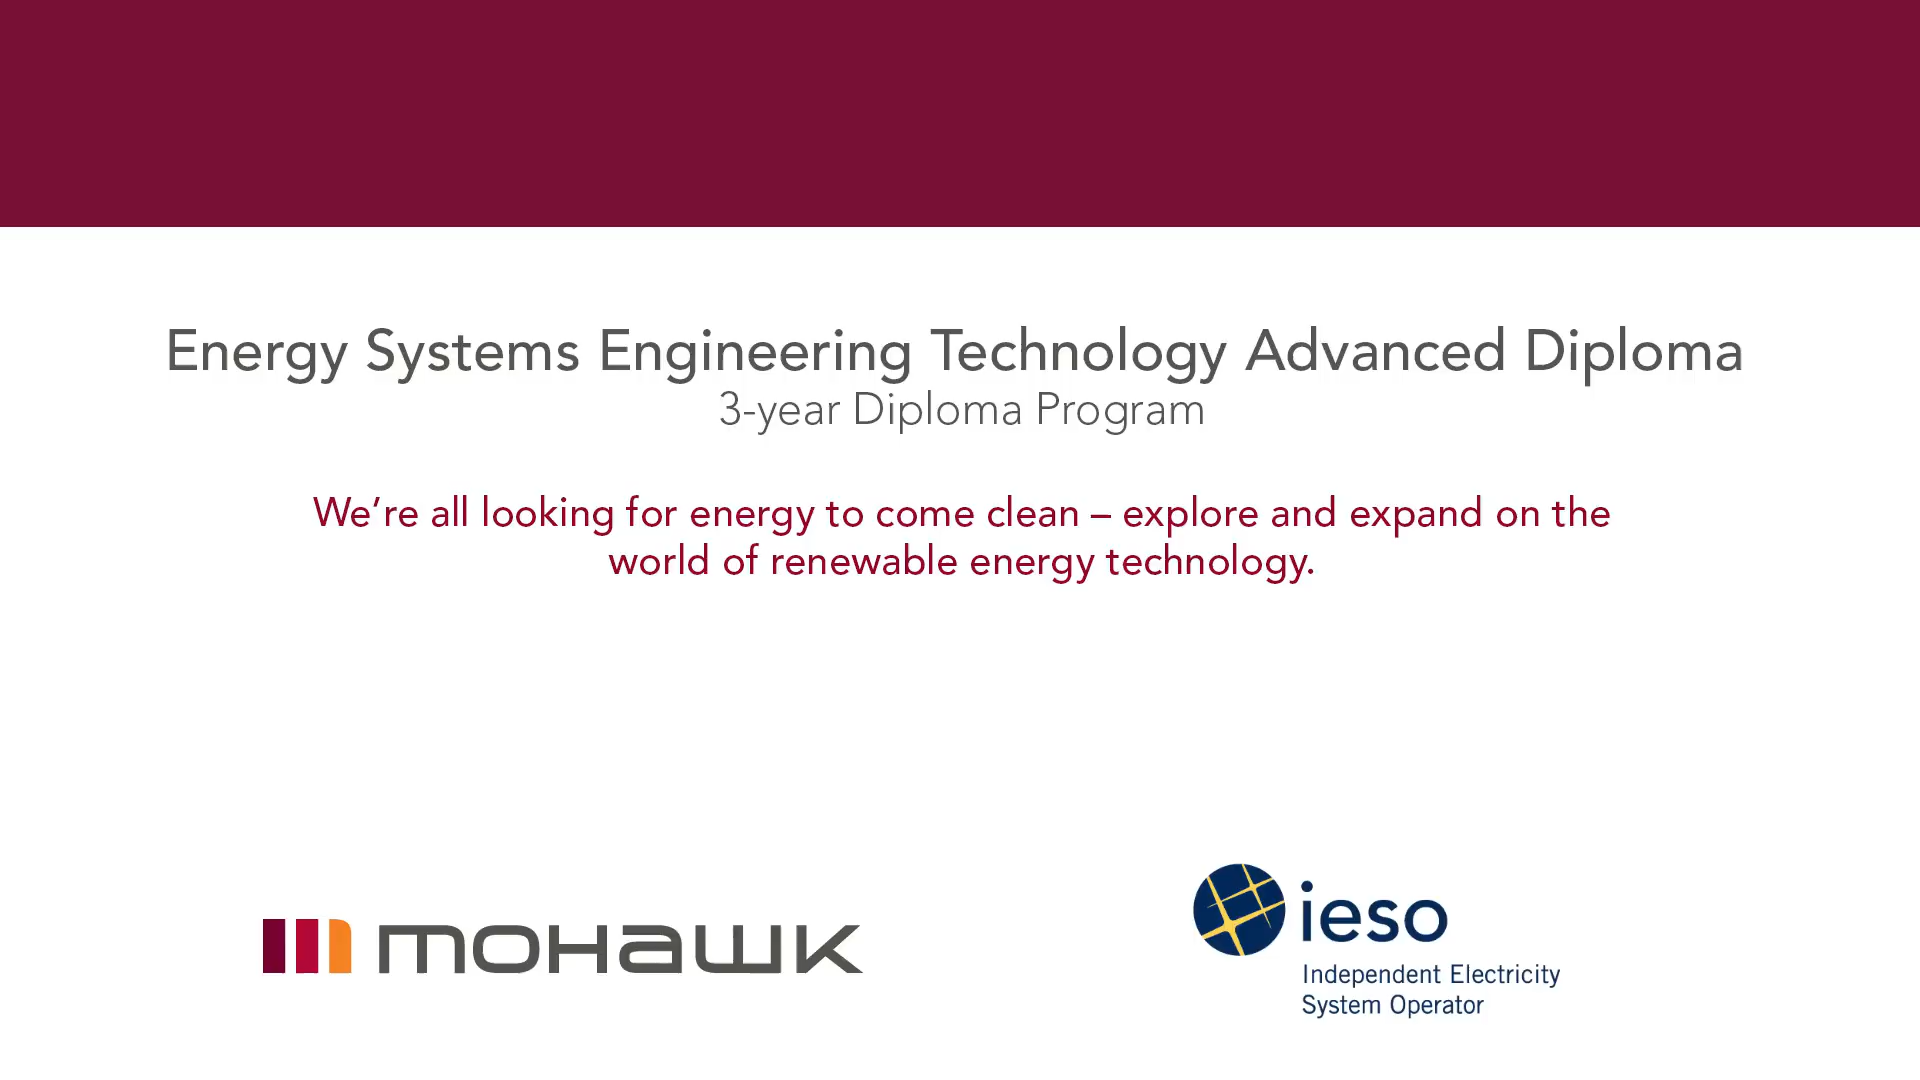 Energy Systems Engineering Technology Advanced Diploma
3-year Diploma Program
We’re all looking for energy to come clean – explore and expand on the
world of renewable energy technology.
mohawk
ieso
Independent Electricity
System Operator